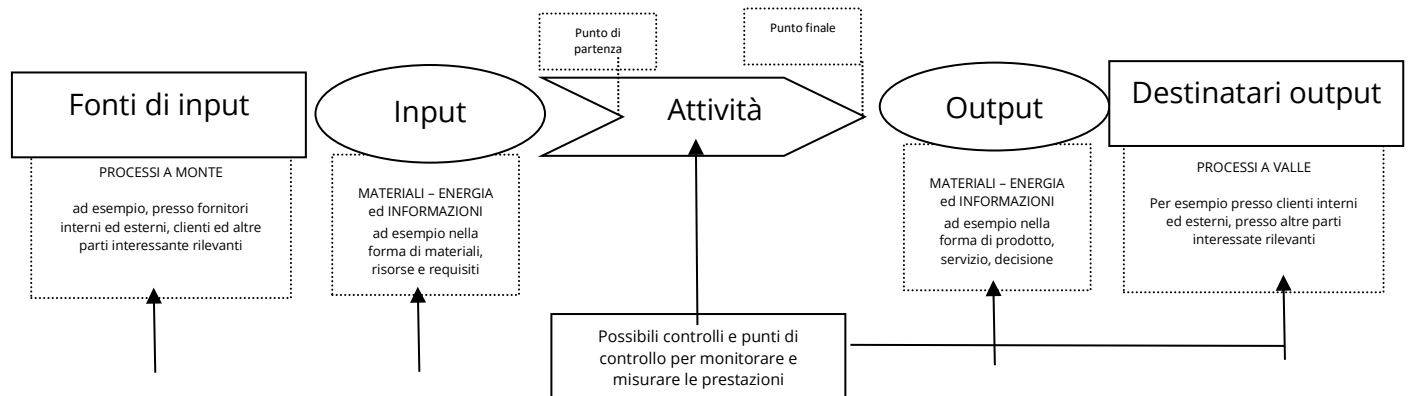 Punto di
partenza
Punto finale
Fonti di input
Input
Attività
Output
Destinatari output
PROCESSI A MONTE
ad esempio, presso fornitori
interni ed esterni, clienti ed altre
parti interessante rilevanti
MATERIALI – ENERGIA
ed INFORMAZIONI
ad esempio nella
forma di materiali,
risorse e requisiti
MATERIALI – ENERGIA
ed INFORMAZIONI
ad esempio nella
forma di prodotto,
servizio, decisione
PROCESSI A VALLE
Per esempio presso clienti interni
ed esterni, presso altre parti
interessate rilevanti
Possibili controlli e punti di
controllo per monitorare e
misurare le prestazioni